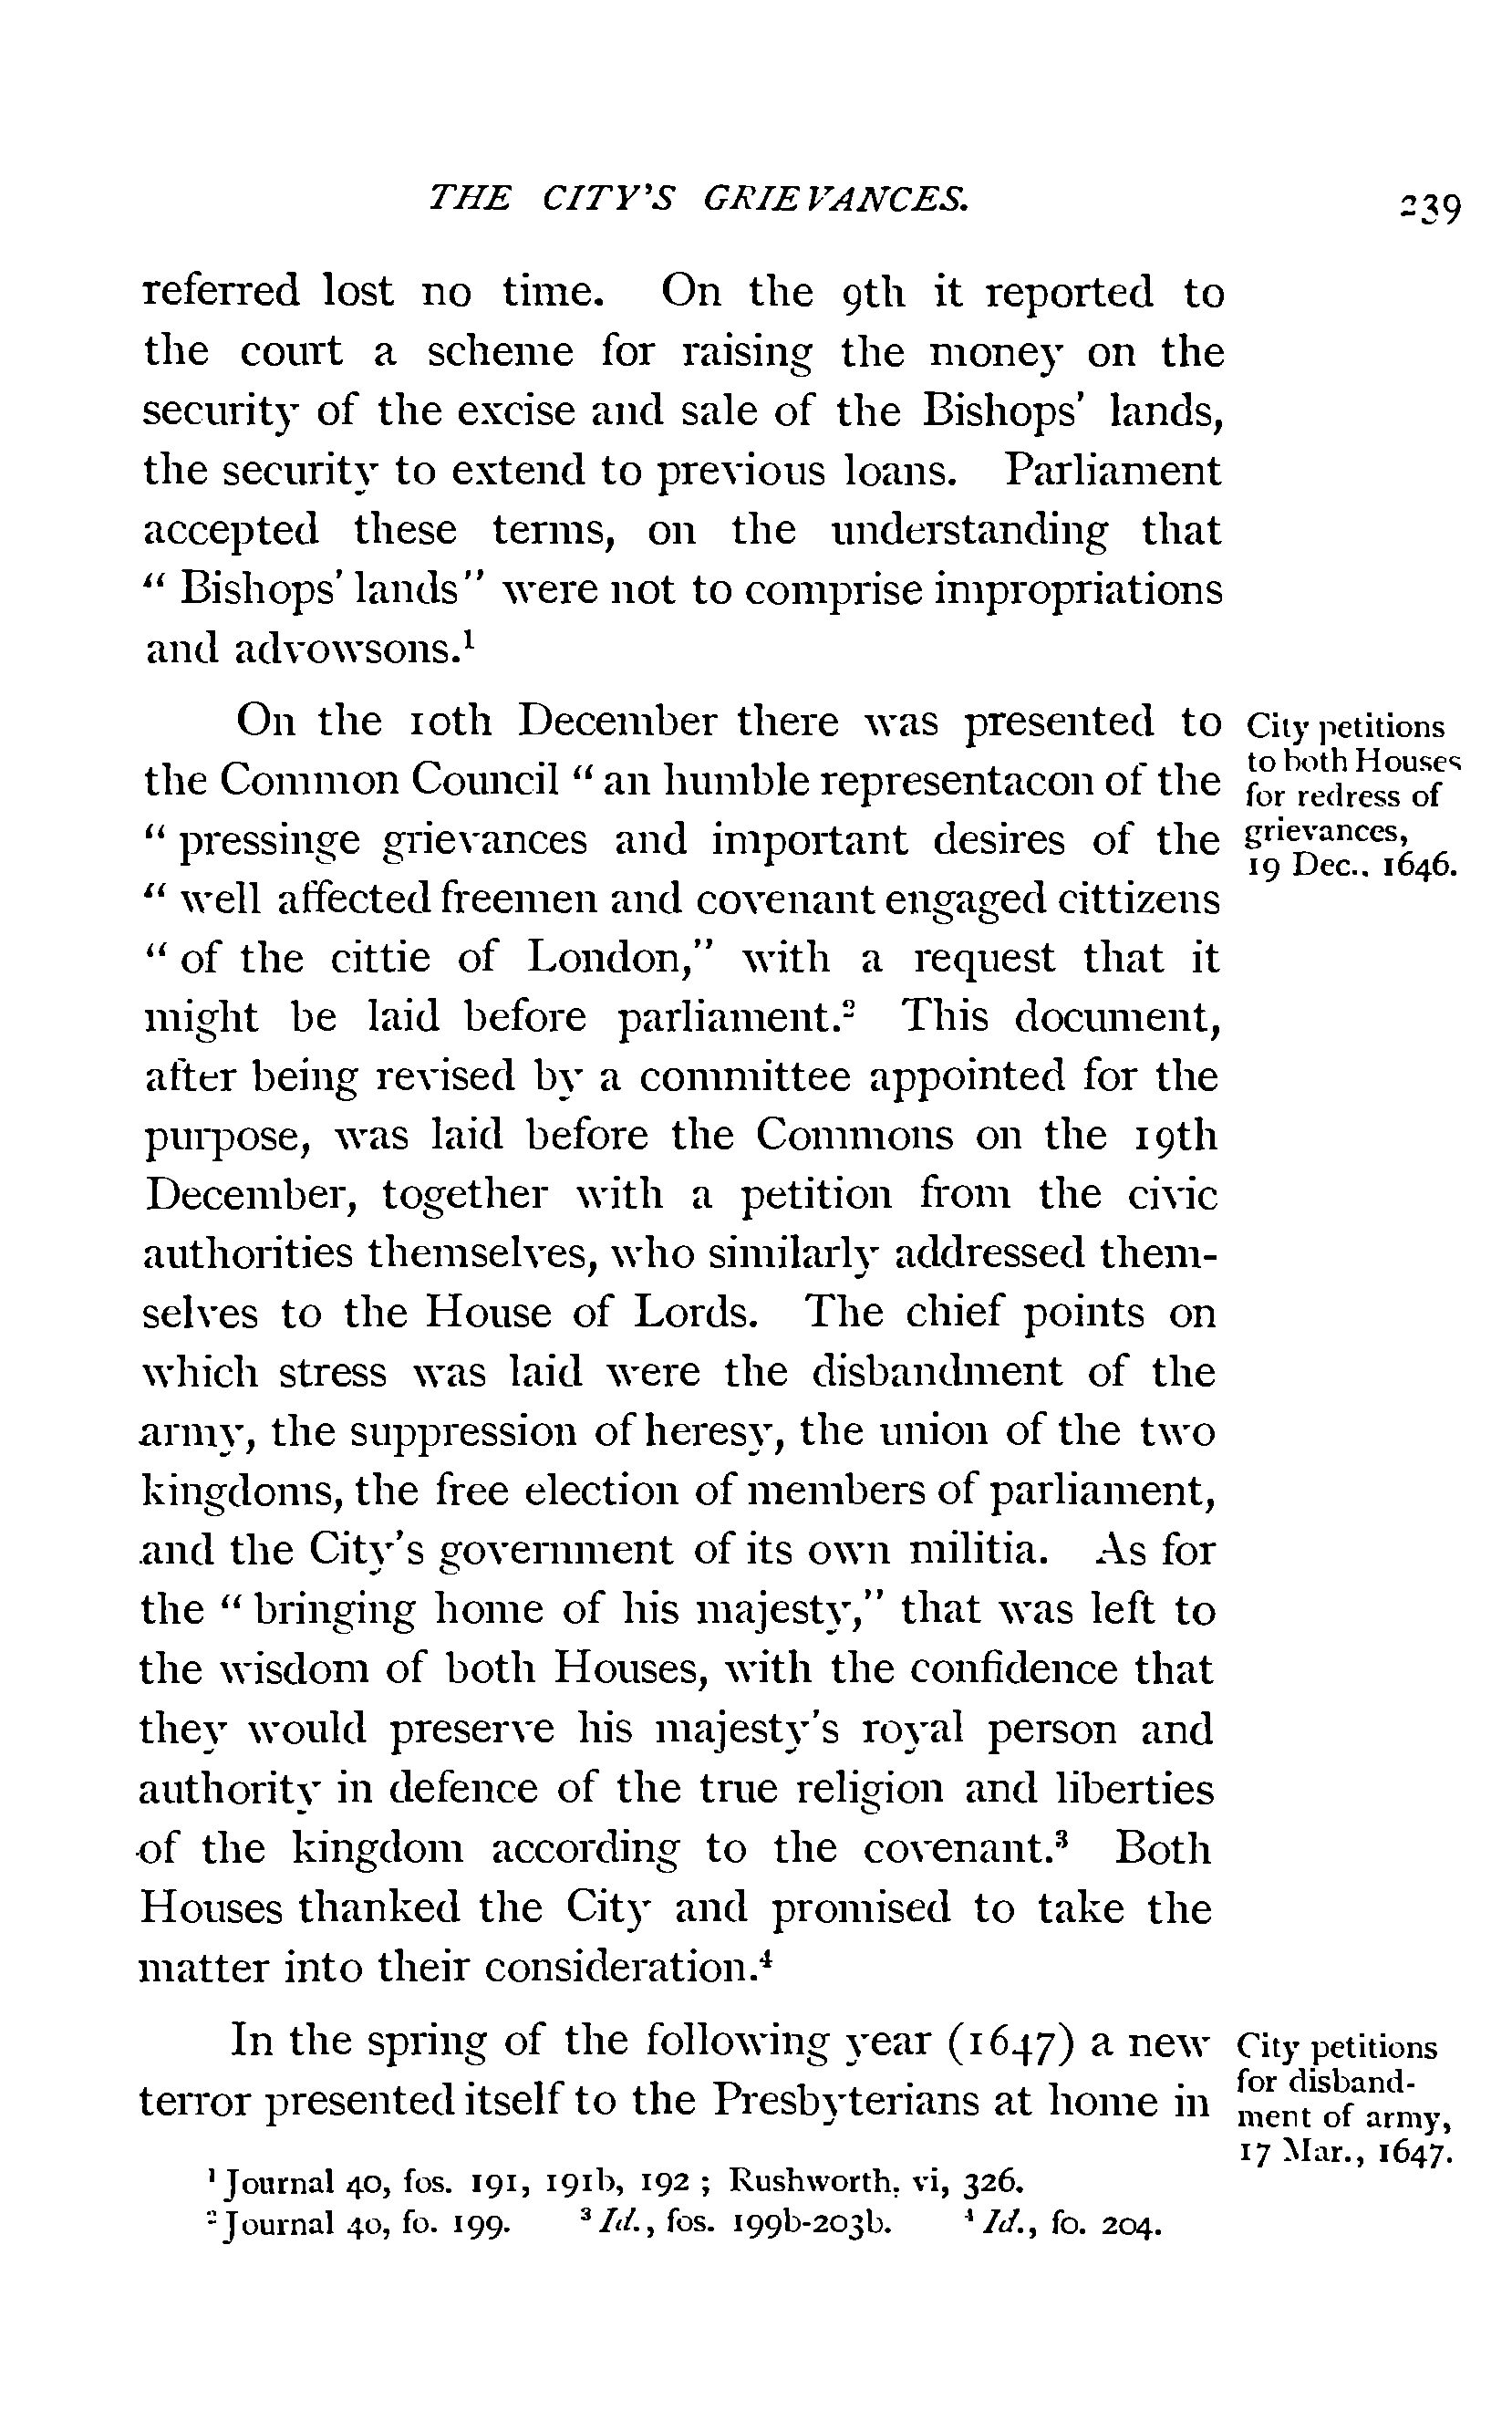 THE CITY'S GRIEVANCES.
239
referred lost no time. On the 9th it reported to
the court a scheme for raising the money on the
security of the excise and sale of the Bishops' lands,
the security to extend to previous loans. Parliament
accepted these terms, on the understanding that
" Bishops' lands" were not to comprise impropriations
and advowsons.¹
On the 10th December there was presented to
the Common Council " an humble representacon of the
" pressinge grievances and important desires of the
" well affected freemen and covenant engaged cittizens
" of the cittie of London," with a request that it
might be laid before parliament.² This document,
after being revised by a committee appointed for the
purpose, was laid before the Commons on the 19th
December, together with a petition from the civic
authorities themselves, who similarly addressed them-
selves to the House of Lords. The chief points on
which stress was laid were the disbandment of the
army, the suppression of heresy, the union of the two
kingdoms, the free election of members of parliament,
and the City's government of its own militia. As for
the " bringing home of his majesty," that was left to
the wisdom of both Houses, with the confidence that
they would preserve his majesty's royal person and
authority in defence of the true religion and liberties
of the kingdom according to the covenant.³ Both
Houses thanked the City and promised to take the
matter into their consideration.⁴
In the spring of the following year (1647) a new
terror presented itself to the Presbyterians at home in
City petitions
to both Houses
for redress of
grievances,
19 Dec., 1646.
City petitions
for disband-
ment of army,
17 Mar., 1647.
¹ Journal 40, fos. 191, 191b, 192 ; Rushworth, vi, 326.
² Journal 40, fo. 199. ³ Id., fos. 199b-203b. ⁴ Id., fo. 204.